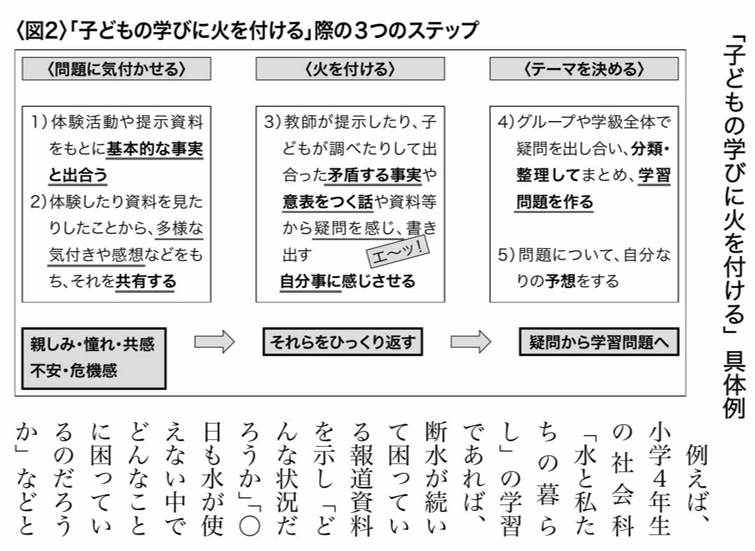 「子どもの学びに火を付ける」具体例
〈図2〉「子どもの学びに火を付ける」際の3つのステップ
〈問題に気付かせる〉
1）体験活動や提示資料
をもとに基本的な事実
と出合う
2）体験したり資料を見た
りしたことから、多様な
気付きや感想などをも
ち、それを共有する
親しみ・憧れ・共感
不安・危機感
〈火を付ける〉
3）教師が提示したり、子
どもが調べたりして出
合った矛盾する事実や
意表をつく話や資料等
から疑問を感じ、書き
出す
エ〜ッ！
自分事に感じさせる
それらをひっくり返す
〈テーマを決める〉
4）グループや学級全体で
疑問を出し合い、分類・
整理してまとめ、学習
問題を作る
5）問題について、自分な
りの予想をする
疑問から学習問題へ
例えば、
小学4年生
の社会科
「水と私た
ちの暮ら
し」の学習
であれば、
断水が続い
て困ってい
る報道資料
を示し「ど
んな状況だ
ろうか」「〇
日も水が使
えない中で
どんなこと
に困ってい
るのだろう
か」などと